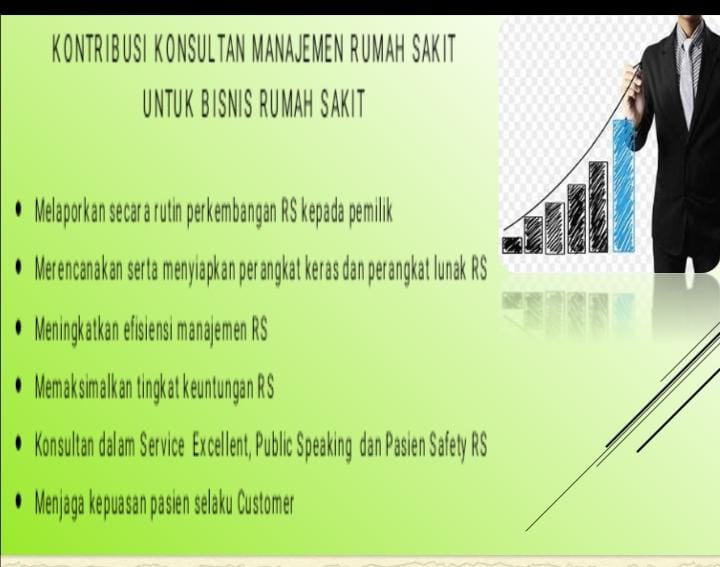 KONTRIBUSI KONSULTAN MANAJEMEN RUMAH SAKIT
UNTUK BISNIS RUMAH SAKIT
• Melaporkan secara rutin perkembangan RS kepada pemilik
• Merencanakan serta menyiapkan perangkat keras dan perangkat lunak RS
• Meningkatkan efisiensi manajemen RS
• Memaksimalkan tingkat keuntungan RS
• Konsultan dalam Service Excellent, Public Speaking dan Pasien Safety RS
• Menjaga kepuasan pasien selaku Customer